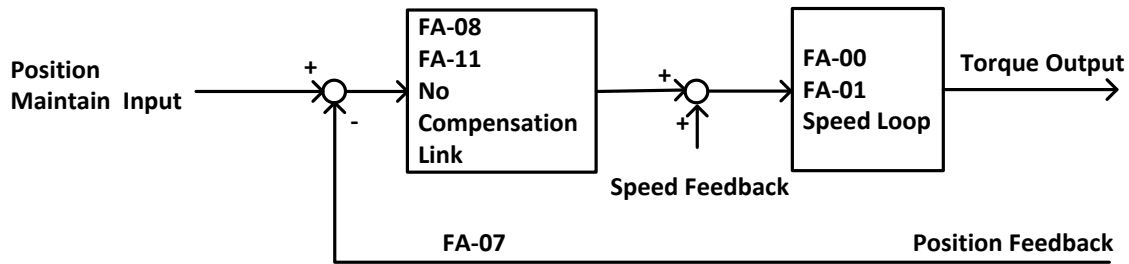 Position
Maintain Input
+
-
FA-08
FA-11
No
Compensation
Link
+
+
Speed Feedback
FA-00
FA-01
Speed Loop
Torque Output
FA-07
Position Feedback